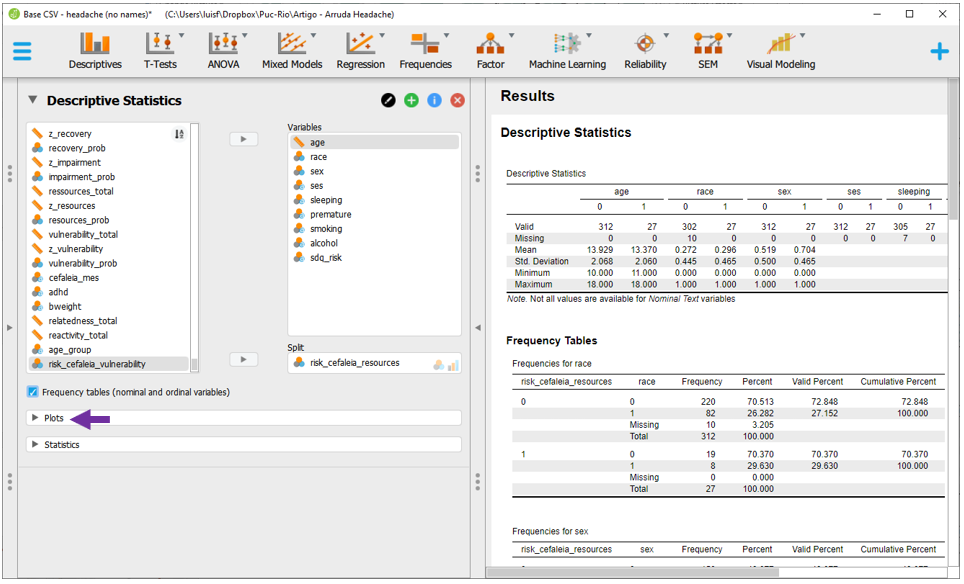 Base CSV - headache (no names)* (C:\Users\luisf\Dropbox\Puc-Rio\Artigo - Arruda Headache)
Descriptives T-Tests ANOVA Mixed Models Regression Frequencies Factor Machine Learning Reliability SEM Visual Modeling
Descriptive Statistics
z_recovery
recovery_prob
z_impairment
impairment_prob
ressources_total
z_resources
resources_prob
vulnerability_total
z_vulnerability
vulnerability_prob
cefaleia_mes
adhd
bweight
relatedness_total
reactivity_total
age_group
risk_cefaleia_vulnerability
Variables
age
race
sex
ses
sleeping
premature
smoking
alcohol
sdq_risk
Split
risk_cefaleia_resources
Frequency tables (nominal and ordinal variables)
Plots
Statistics
Results
Descriptive Statistics
Descriptive Statistics
age race sex ses sleeping
0 1 0 1 0 1 0 1 0 1
Valid 312 27 302 27 312 27 312 27 305 27
Missing 0 0 10 0 0 0 0 0 7 0
Mean 13.929 13.370 0.272 0.296 0.519 0.704
Std. Deviation 2.068 2.060 0.445 0.465 0.500 0.465
Minimum 10.000 11.000 0.000 0.000 0.000 0.000
Maximum 18.000 18.000 1.000 1.000 1.000 1.000
Note. Not all values are available for Nominal Text variables
Frequency Tables
Frequencies for race
risk_cefaleia_resources race Frequency Percent Valid Percent Cumulative Percent
0 0 220 70.513 72.848 72.848
1 82 26.282 27.152 100.000
Missing 10 3.205
Total 312 100.000
1 0 19 70.370 70.370 70.370
1 8 29.630 29.630 100.000
Missing 0 0.000
Total 27 100.000
Frequencies for sex
risk_cefaleia_resources sex Frequency Percent Valid Percent Cumulative Percent